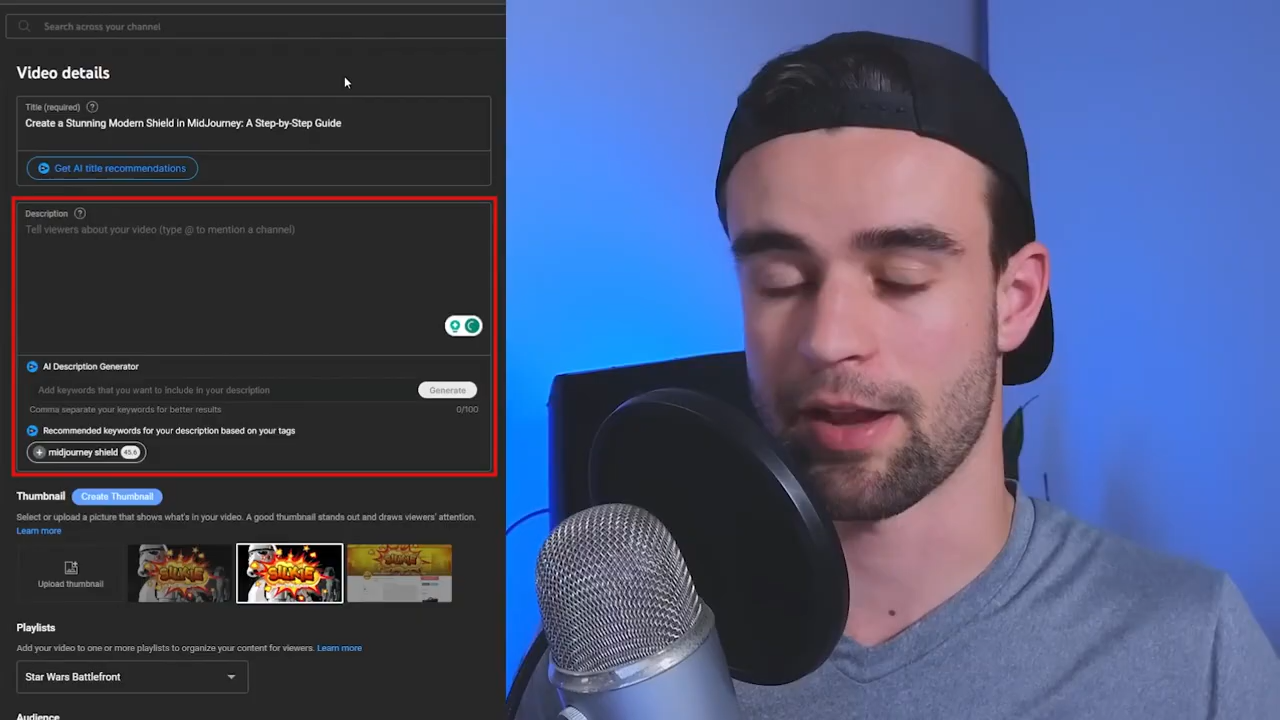 Search across your channel
Video details
Title (required) ?
Create a Stunning Modern Shield in MidJourney: A Step-by-Step Guide
Get AI title recommendations
Description ?
Tell viewers about your video (type @ to mention a channel)
AI Description Generator
Add keywords that you want to include in your description
Generate
Comma separate your keywords for better results
0/100
Recommended keywords for your description based on your tags
+ midjourney shield 45.6
Thumbnail
Create Thumbnail
Select or upload a picture that shows what's in your video. A good thumbnail stands out and draws viewers' attention.
Learn more
Upload thumbnail
Playlists
Add your video to one or more playlists to organize your content for viewers. Learn more
Star Wars Battlefront
Audience